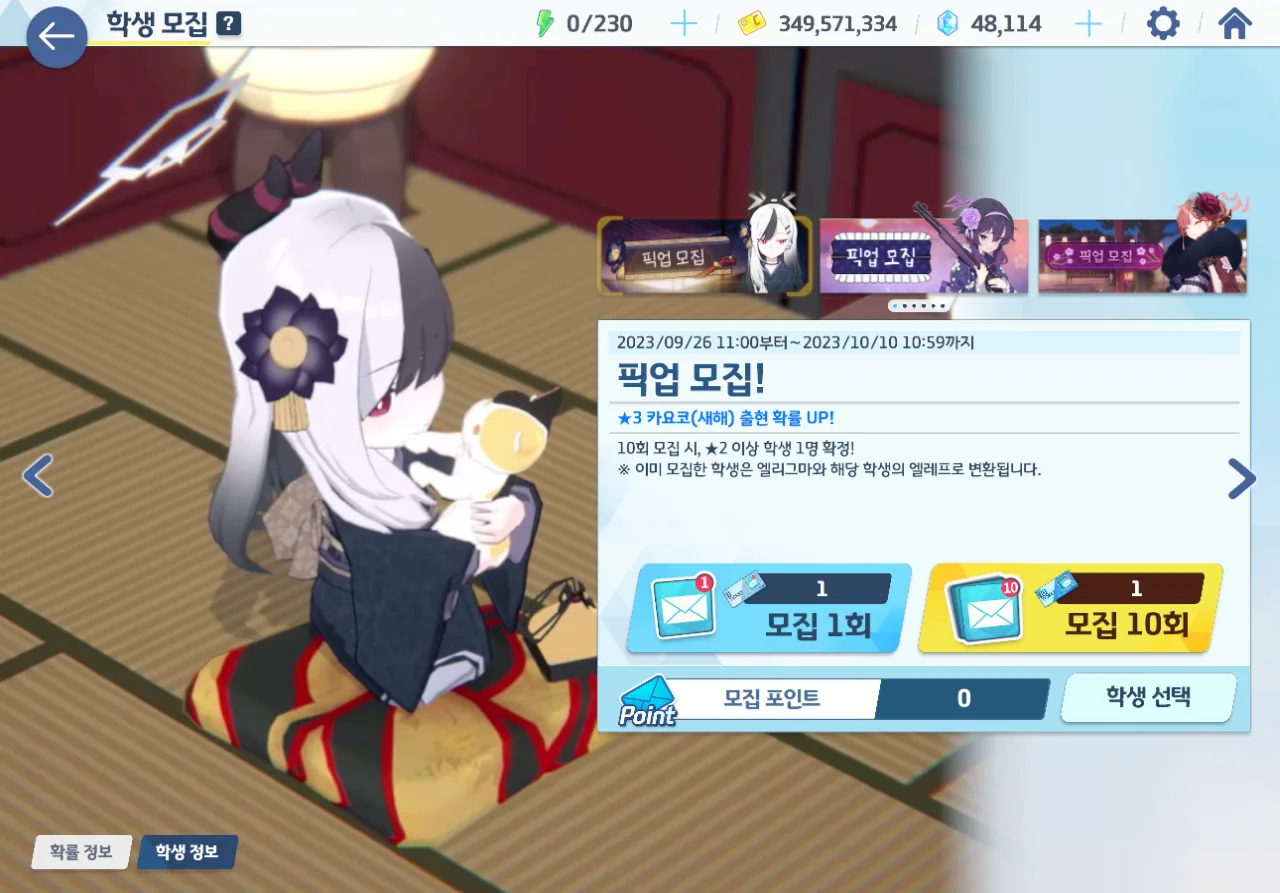 학생 모집 ?
0/230
349,571,334
48,114
픽업 모집
픽업 모집
픽업 모집
2023/09/26 11:00부터~2023/10/10 10:59까지
픽업 모집!
★3 카요코(새해) 출현 확률 UP!
10회 모집 시, ★2 이상 학생 1명 확정!
※ 이미 모집한 학생은 엘리그마와 해당 학생의 엘레프로 변환됩니다.
1
1
모집 1회
10
1
모집 10회
Point
모집 포인트
0
학생 선택
확률 정보
학생 정보